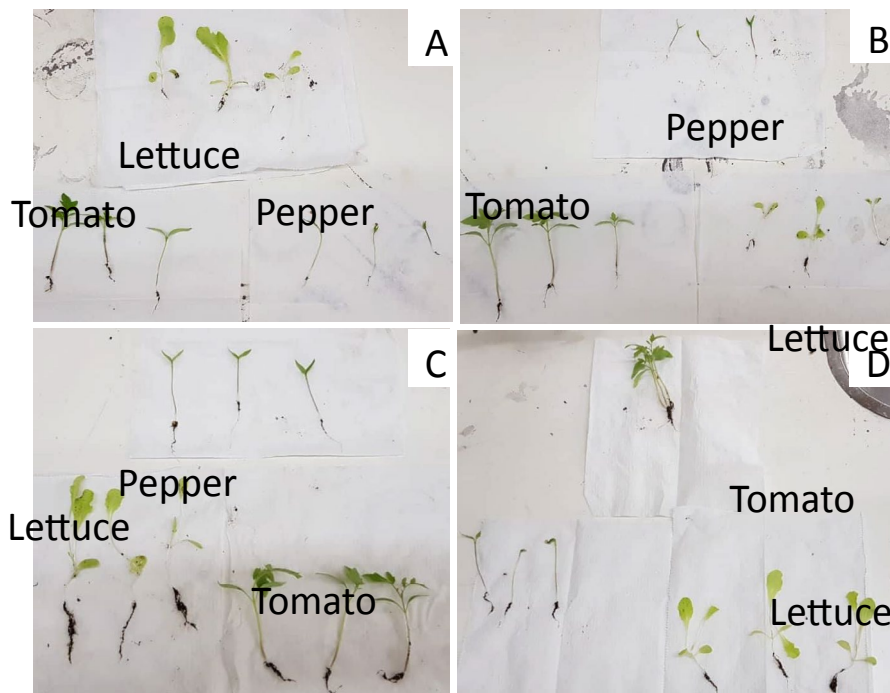 A
Lettuce
Tomato
Pepper
B
Pepper
Tomato
Lettuce
C
Pepper
Lettuce
Tomato
D
Tomato
Lettuce